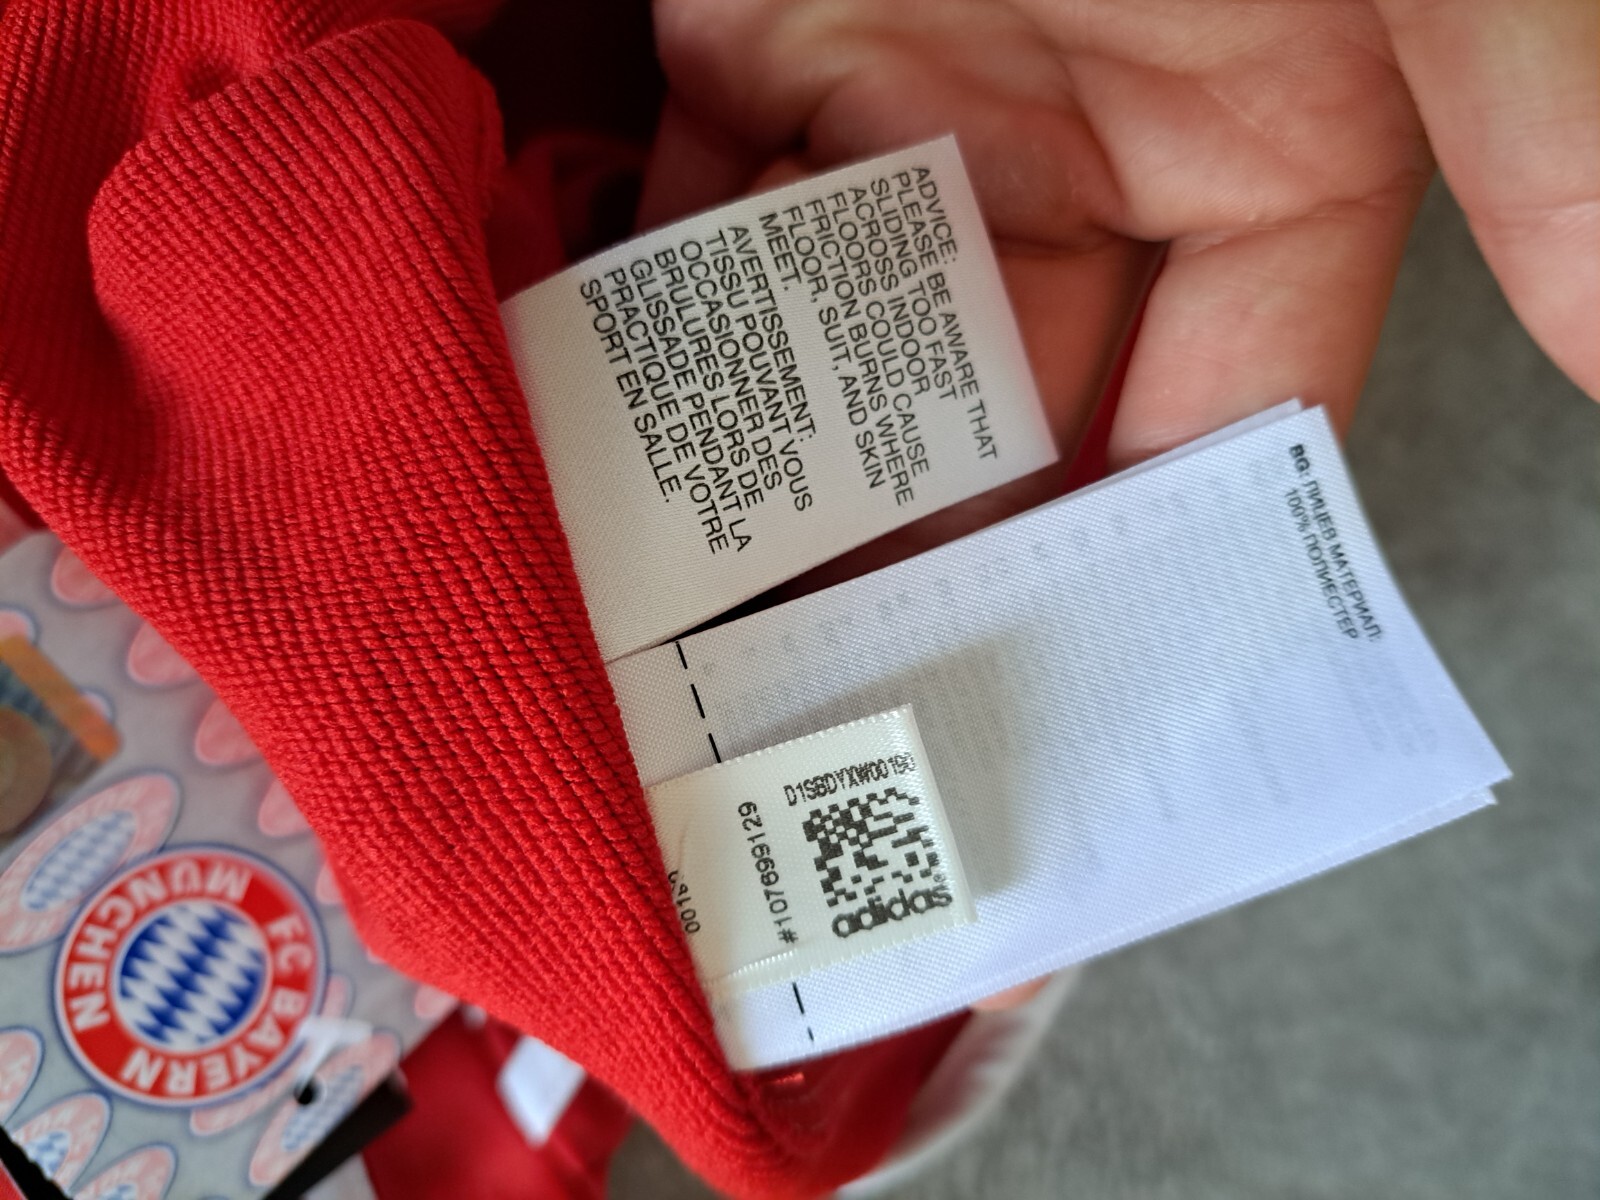 ADVICE:
PLEASE BE AWARE THAT
SLIDING TOO FAST
ACROSS INDOOR
FLOORS COULD CAUSE
FRICTION BURNS WHERE
FLOOR, SUIT, AND SKIN
MEET.
AVERTISSEMENT:
TISSU POUVANT VOUS
OCCASIONNER DES
BRULURES LORS DE
GLISSADE PENDANT LA
PRACTIQUE DE VOTRE
SPORT EN SALLE.
BG: ЛИЦЕВ МАТЕРИАЛ:
100% ПОЛИЕСТЕР
adidas
#107699129
FC BAYERN
MÜNCHEN